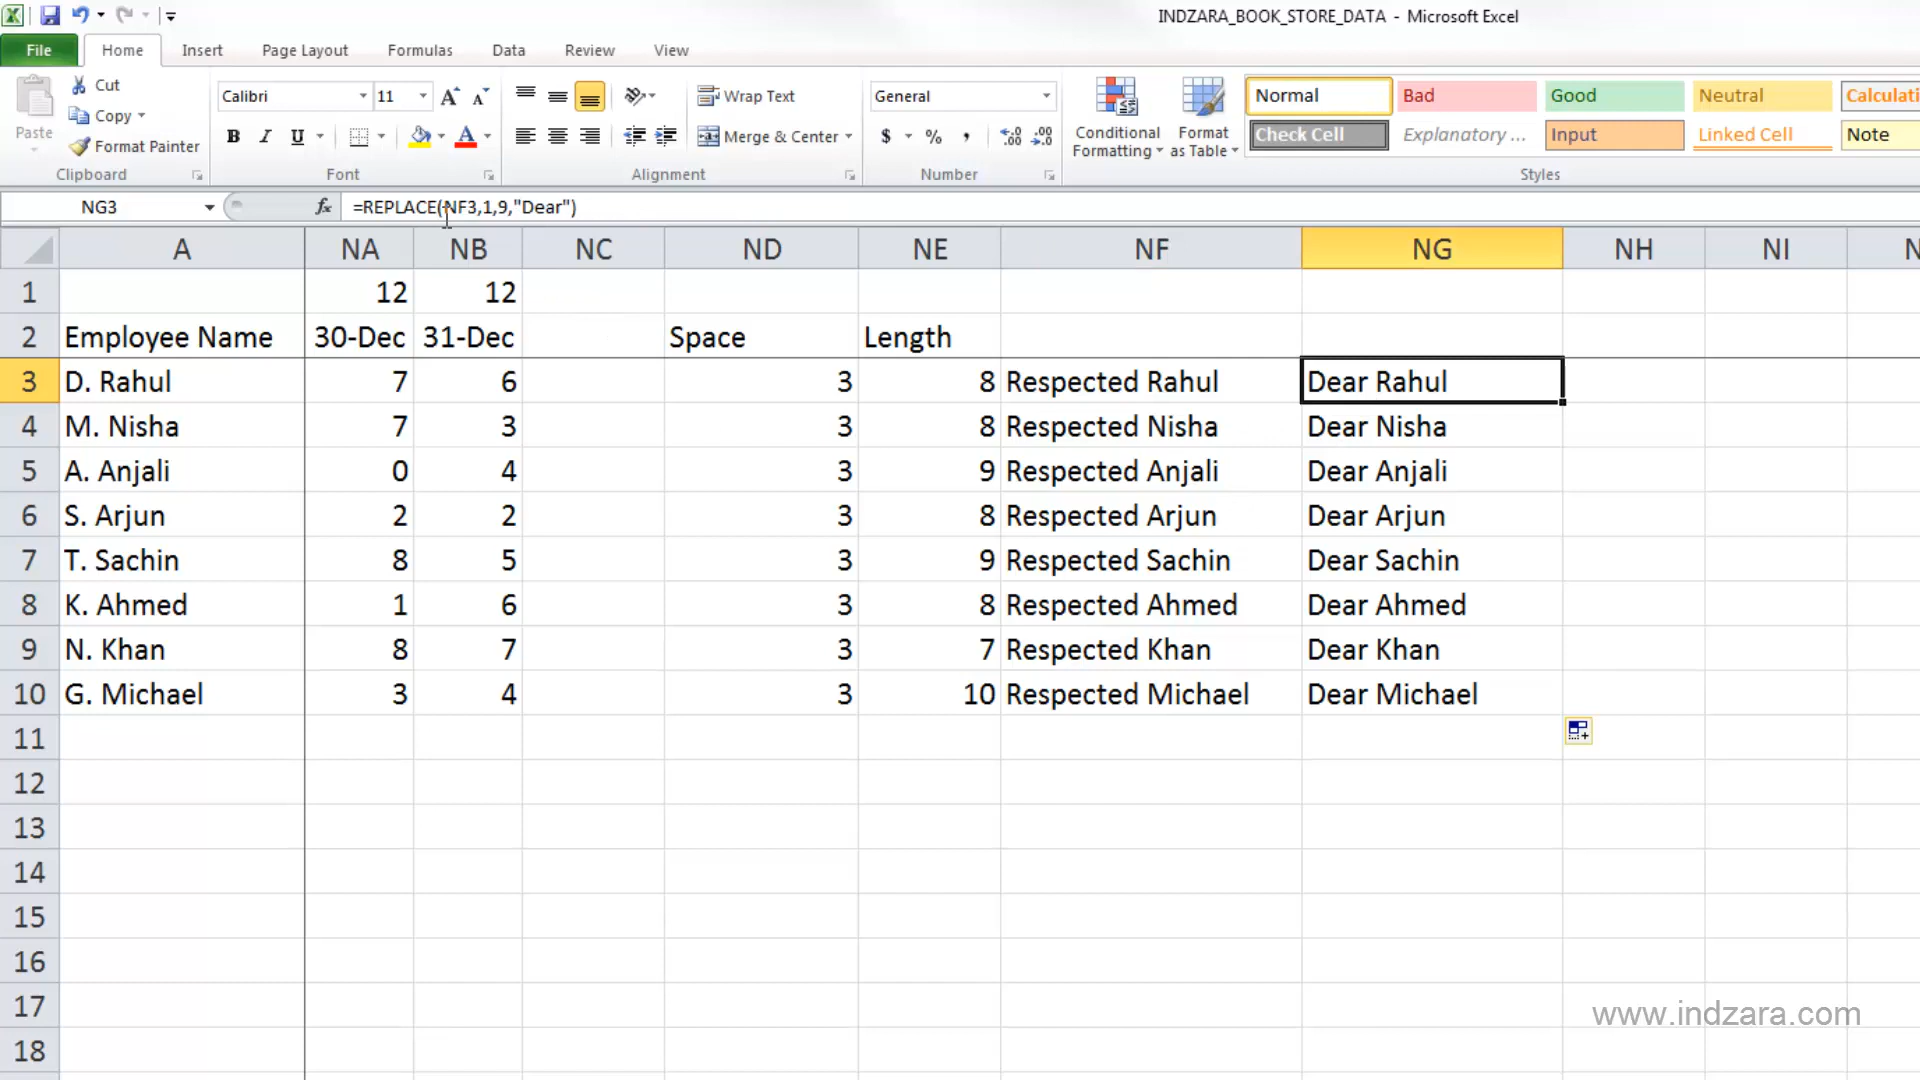 INDZARA_BOOK_STORE_DATA - Microsoft Excel
File Home Insert Page Layout Formulas Data Review View
Paste
Cut
Copy
Format Painter
Calibri 11
B I U
Wrap Text
Merge & Center
General
$ % ,
Conditional Formatting
Format as Table
Normal Bad Good Neutral Calculati
Check Cell Explanatory ... Input Linked Cell Note
Clipboard Font Alignment Number Styles
NG3 fx =REPLACE(NF3,1,9,"Dear")
A NA NB NC ND NE NF NG NH NI N
1 12 12
2 Employee Name 30-Dec 31-Dec Space Length
3 D. Rahul 7 6 3 8 Respected Rahul Dear Rahul
4 M. Nisha 7 3 3 8 Respected Nisha Dear Nisha
5 A. Anjali 0 4 3 9 Respected Anjali Dear Anjali
6 S. Arjun 2 2 3 8 Respected Arjun Dear Arjun
7 T. Sachin 8 5 3 9 Respected Sachin Dear Sachin
8 K. Ahmed 1 6 3 8 Respected Ahmed Dear Ahmed
9 N. Khan 8 7 3 7 Respected Khan Dear Khan
10 G. Michael 3 4 3 10 Respected Michael Dear Michael
11
12
13
14
15
16
17
www.indzara.com
18